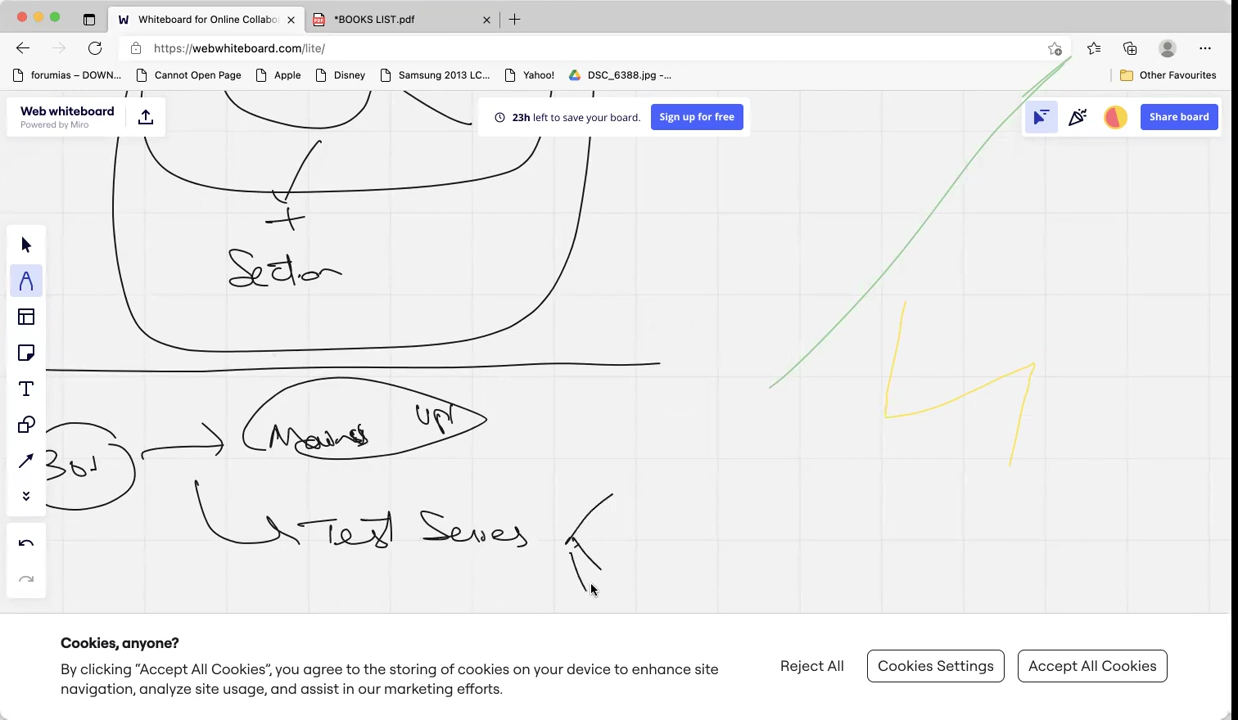 Whiteboard for Online Collabo
*BOOKS LIST.pdf
https://webwhiteboard.com/lite/
forumias – DOWN...
Cannot Open Page
Apple
Disney
Samsung 2013 LC...
Yahoo!
DSC_6388.jpg -...
Other Favourites
Web whiteboard
Powered by Miro
23h left to save your board.
Sign up for free
Share board
Section
Mains
301
Test Series
Cookies, anyone?
By clicking “Accept All Cookies”, you agree to the storing of cookies on your device to enhance site
navigation, analyze site usage, and assist in our marketing efforts.
Reject All
Cookies Settings
Accept All Cookies